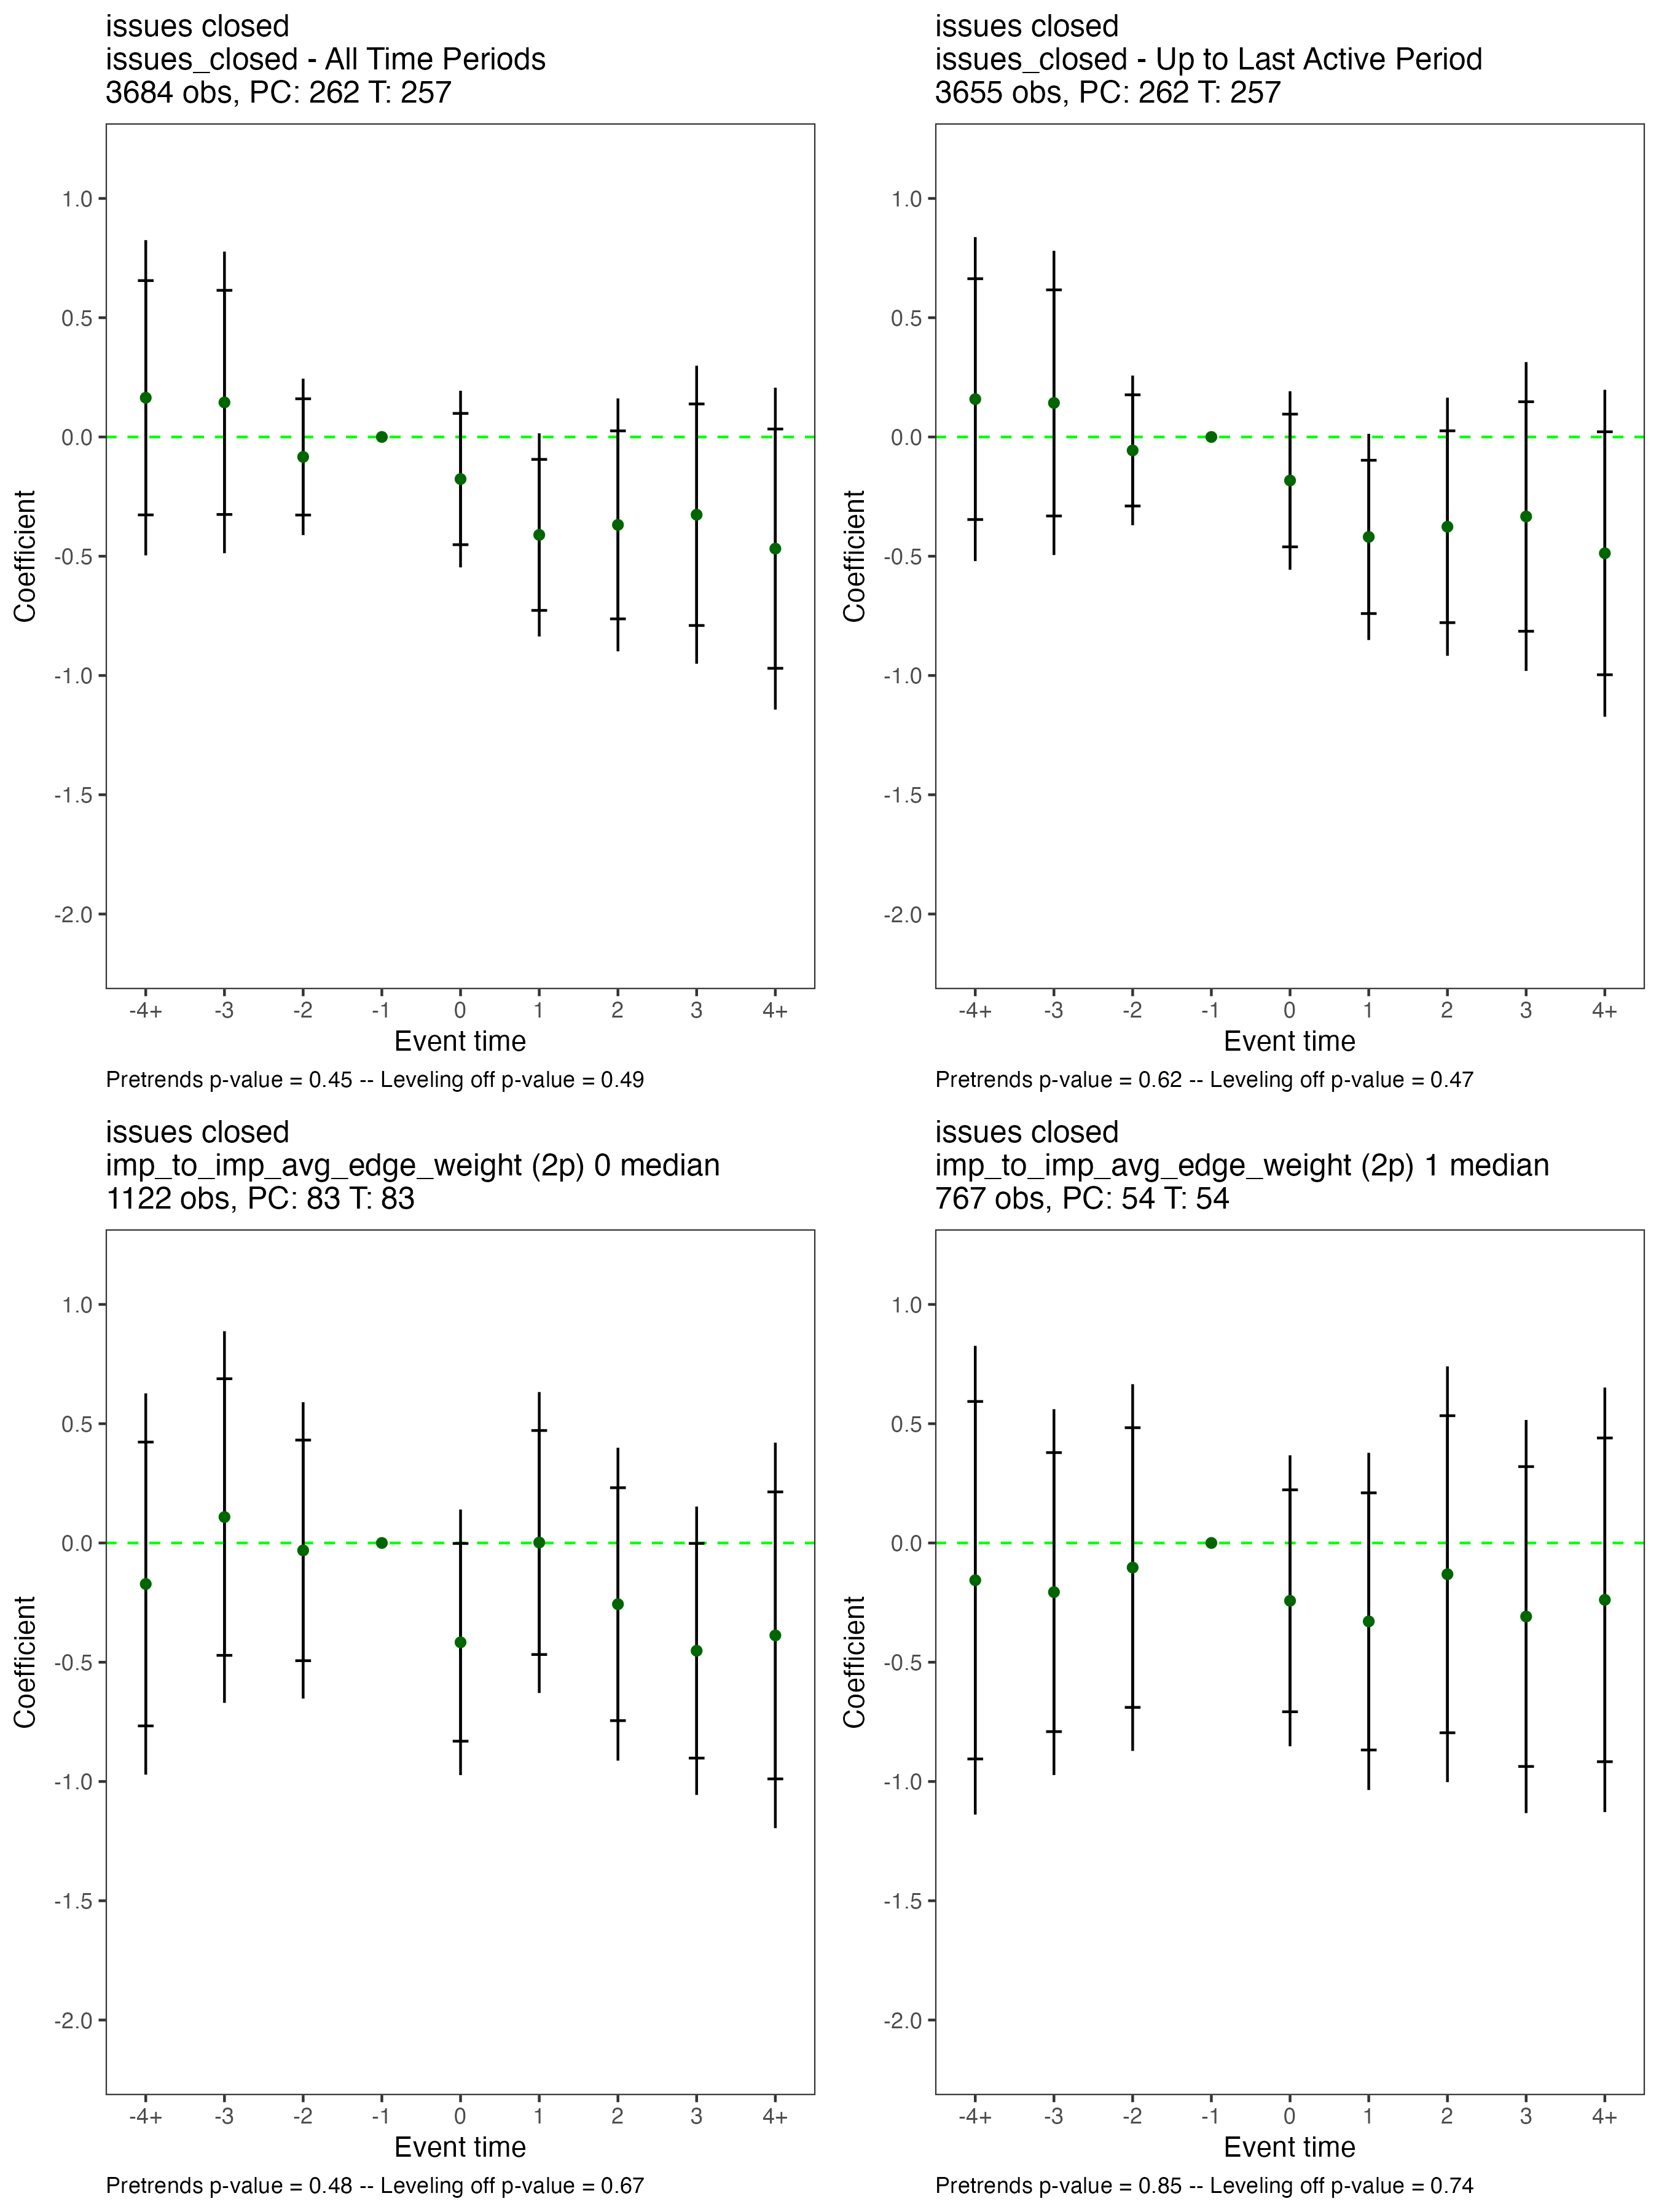 issues closed
issues_closed - All Time Periods
3684 obs, PC: 262 T: 257
1.0
0.5
0.0
-0.5
-1.0
-1.5
-2.0
Coefficient
-4+ -3 -2 -1 0 1 2 3 4+
Event time
Pretrends p-value = 0.45 -- Leveling off p-value = 0.49
issues closed
issues_closed - Up to Last Active Period
3655 obs, PC: 262 T: 257
1.0
0.5
0.0
-0.5
-1.0
-1.5
-2.0
Coefficient
-4+ -3 -2 -1 0 1 2 3 4+
Event time
Pretrends p-value = 0.62 -- Leveling off p-value = 0.47
issues closed
imp_to_imp_avg_edge_weight (2p) 0 median
1122 obs, PC: 83 T: 83
1.0
0.5
0.0
-0.5
-1.0
-1.5
-2.0
Coefficient
-4+ -3 -2 -1 0 1 2 3 4+
Event time
Pretrends p-value = 0.48 -- Leveling off p-value = 0.67
issues closed
imp_to_imp_avg_edge_weight (2p) 1 median
767 obs, PC: 54 T: 54
1.0
0.5
0.0
-0.5
-1.0
-1.5
-2.0
Coefficient
-4+ -3 -2 -1 0 1 2 3 4+
Event time
Pretrends p-value = 0.85 -- Leveling off p-value = 0.74